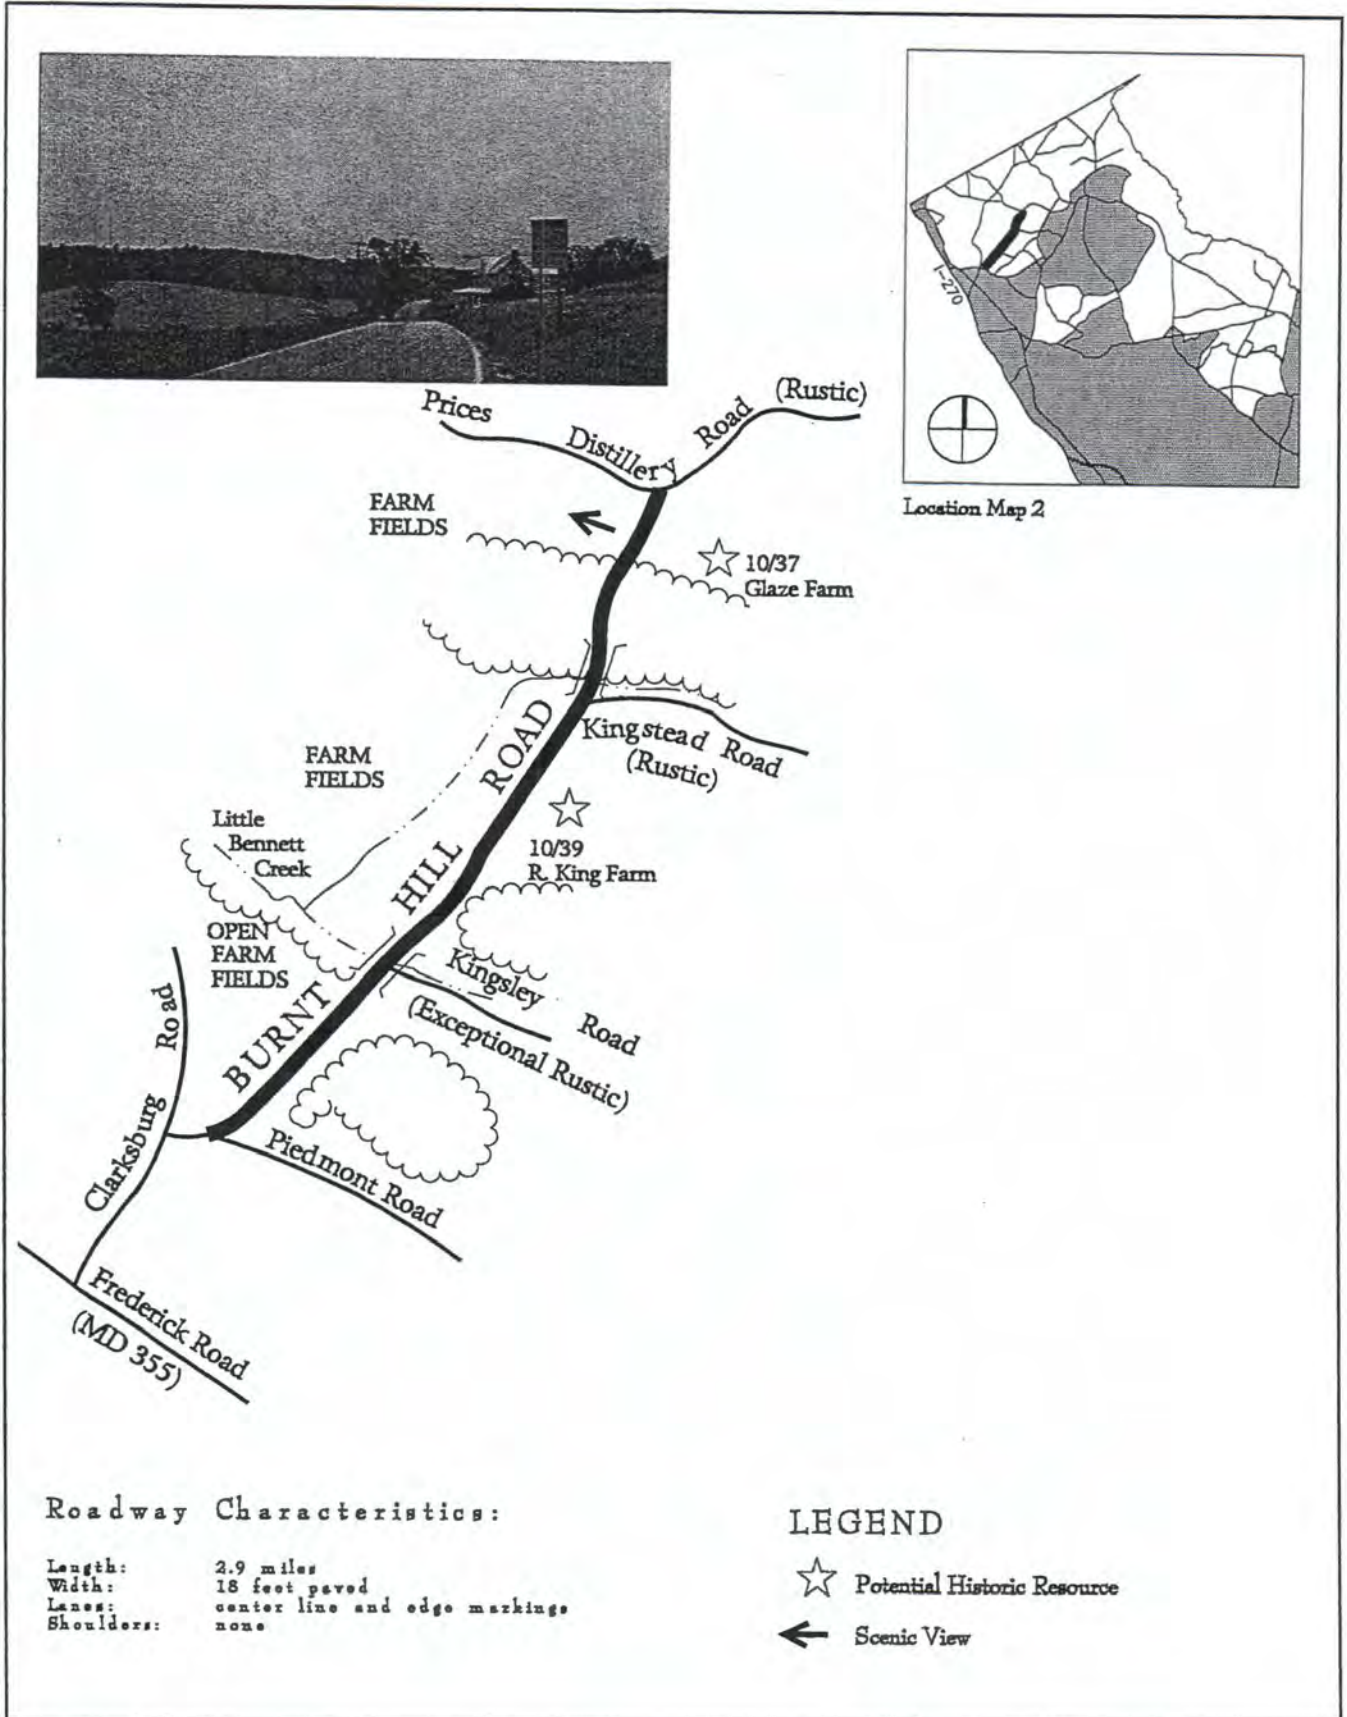 I-270
Location Map 2
Prices Distillery Road (Rustic)
FARM
FIELDS
10/37
Glaze Farm
Kingstead Road
(Rustic)
FARM
FIELDS
Little
Bennett
Creek
10/39
R. King Farm
BURNT HILL ROAD
OPEN
FARM
FIELDS
Kingsley Road
(Exceptional Rustic)
Clarksburg Road
Piedmont Road
Frederick Road
(MD 355)
Roadway Characteristics:
Length: 2.9 miles
Width: 18 feet paved
Lanes: center line and edge markings
Shoulders: none
LEGEND
Potential Historic Resource
Scenic View